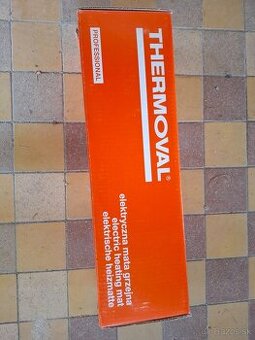 THERMOVAL®
PROFESSIONAL
elektryczna mata grzejna
electric heating mat
elektrische heizmatte